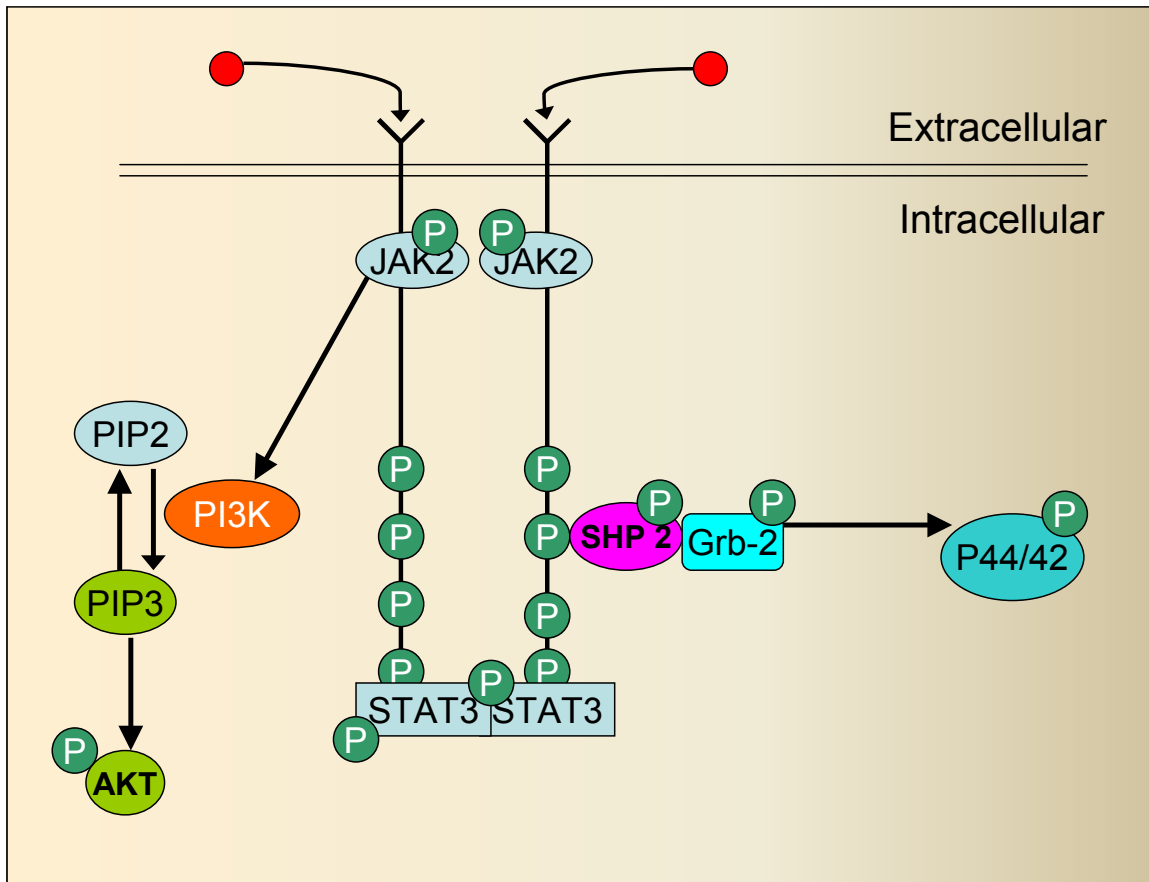 Extracellular
Intracellular
P
P
JAK2
JAK2
PIP2
P
P
PI3K
P
P
SHP 2
P
Grb-2
P
P
P44/42
P
PIP3
P
P
P
P
P
STAT3
STAT3
P
P
AKT